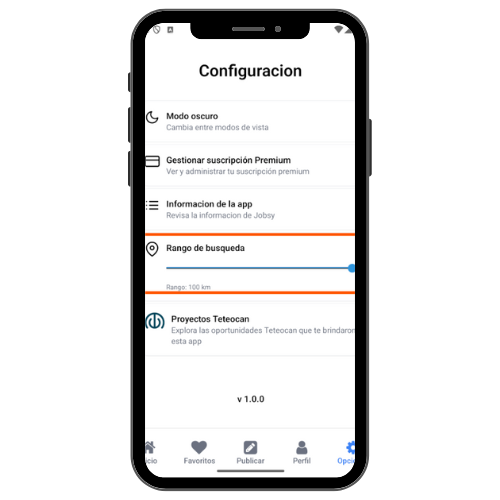 Configuracion
Modo oscuro
Cambia entre modos de vista
Gestionar suscripción Premium
Ver y administrar tu suscripción premium
Informacion de la app
Revisa la informacion de Jobsy
Rango de busqueda
Rango: 100 km
Proyectos Teteocan
Explora las oportunidades Teteocan que te brindaron
esta app
v 1.0.0
icio Favoritos Publicar Perfil Opci